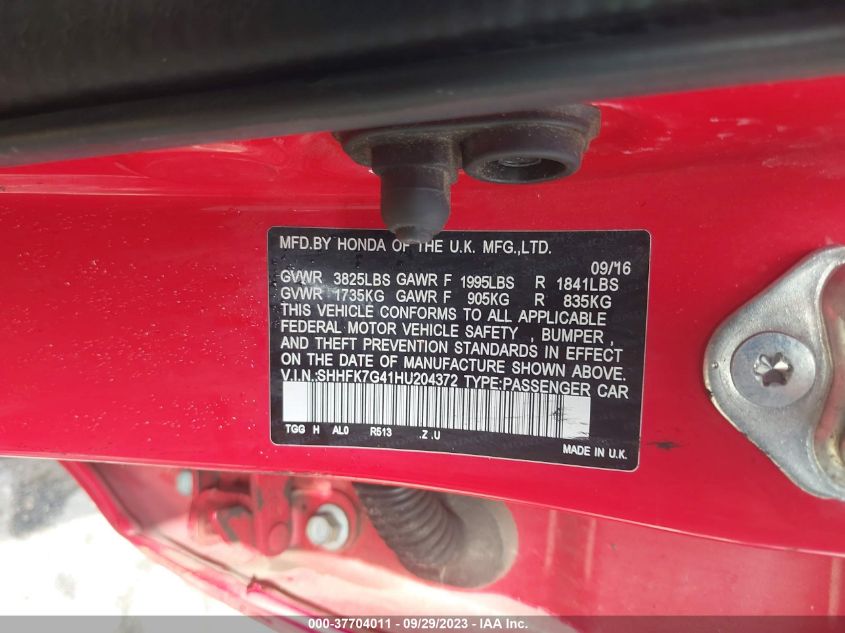 MFD.BY HONDA OF THE U.K. MFG.,LTD.
09/16
GVWR 3825LBS GAWR F 1995LBS R 1841LBS
GVWR 1735KG GAWR F 905KG R 835KG
THIS VEHICLE CONFORMS TO ALL APPLICABLE
FEDERAL MOTOR VEHICLE SAFETY , BUMPER ,
AND THEFT PREVENTION STANDARDS IN EFFECT
ON THE DATE OF MANUFACTURE SHOWN ABOVE.
V.I.N.:SHHFK7G41HU204372 TYPE:PASSENGER CAR
TGG H AL0 R513 .Z .U
MADE IN U.K.
000-37704011 - 09/29/2023 - IAA Inc.